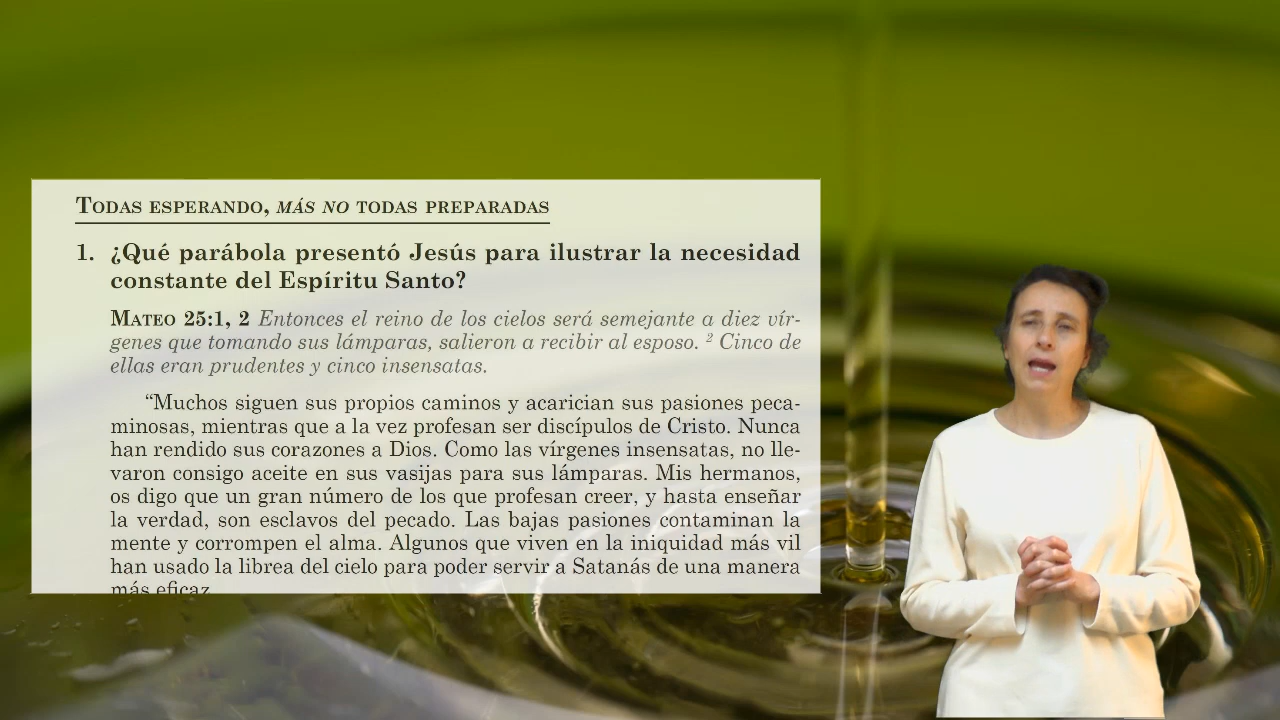 TODAS ESPERANDO, MÁS NO TODAS PREPARADAS
1. ¿Qué parábola presentó Jesús para ilustrar la necesidad
constante del Espíritu Santo?
MATEO 25:1, 2 Entonces el reino de los cielos será semejante a diez vír-
genes que tomando sus lámparas, salieron a recibir al esposo. ² Cinco de
ellas eran prudentes y cinco insensatas.
“Muchos siguen sus propios caminos y acarician sus pasiones peca-
minosas, mientras que a la vez profesan ser discípulos de Cristo. Nunca
han rendido sus corazones a Dios. Como las vírgenes insensatas, no lle-
varon consigo aceite en sus vasijas para sus lámparas. Mis hermanos,
os digo que un gran número de los que profesan creer, y hasta enseñar
la verdad, son esclavos del pecado. Las bajas pasiones contaminan la
mente y corrompen el alma. Algunos que viven en la iniquidad más vil
han usado la librea del cielo para poder servir a Satanás de una manera
más eficaz